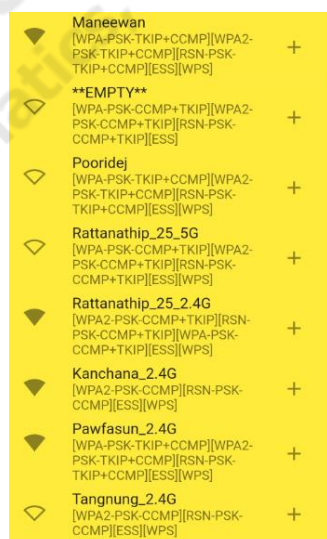 Maneewan
[WPA-PSK-TKIP+CCMP][WPA2-
PSK-TKIP+CCMP][RSN-PSK-
TKIP+CCMP][ESS][WPS]
**EMPTY**
[WPA-PSK-CCMP+TKIP][WPA2-
PSK-CCMP+TKIP][RSN-PSK-
CCMP+TKIP][ESS]
Pooridej
[WPA-PSK-TKIP+CCMP][WPA2-
PSK-TKIP+CCMP][RSN-PSK-
TKIP+CCMP][ESS][WPS]
Rattanathip_25_5G
[WPA-PSK-CCMP+TKIP][WPA2-
PSK-CCMP+TKIP][RSN-PSK-
CCMP+TKIP][ESS][WPS]
Rattanathip_25_2.4G
[WPA2-PSK-CCMP+TKIP][RSN-
PSK-CCMP+TKIP][WPA-PSK-
CCMP+TKIP][ESS][WPS]
Kanchana_2.4G
[WPA2-PSK-CCMP][RSN-PSK-
CCMP][ESS][WPS]
Pawfasun_2.4G
[WPA-PSK-TKIP+CCMP][WPA2-
PSK-TKIP+CCMP][RSN-PSK-
TKIP+CCMP][ESS][WPS]
Tangnung_2.4G
[WPA2-PSK-CCMP][RSN-PSK-
CCMP][ESS][WPS]